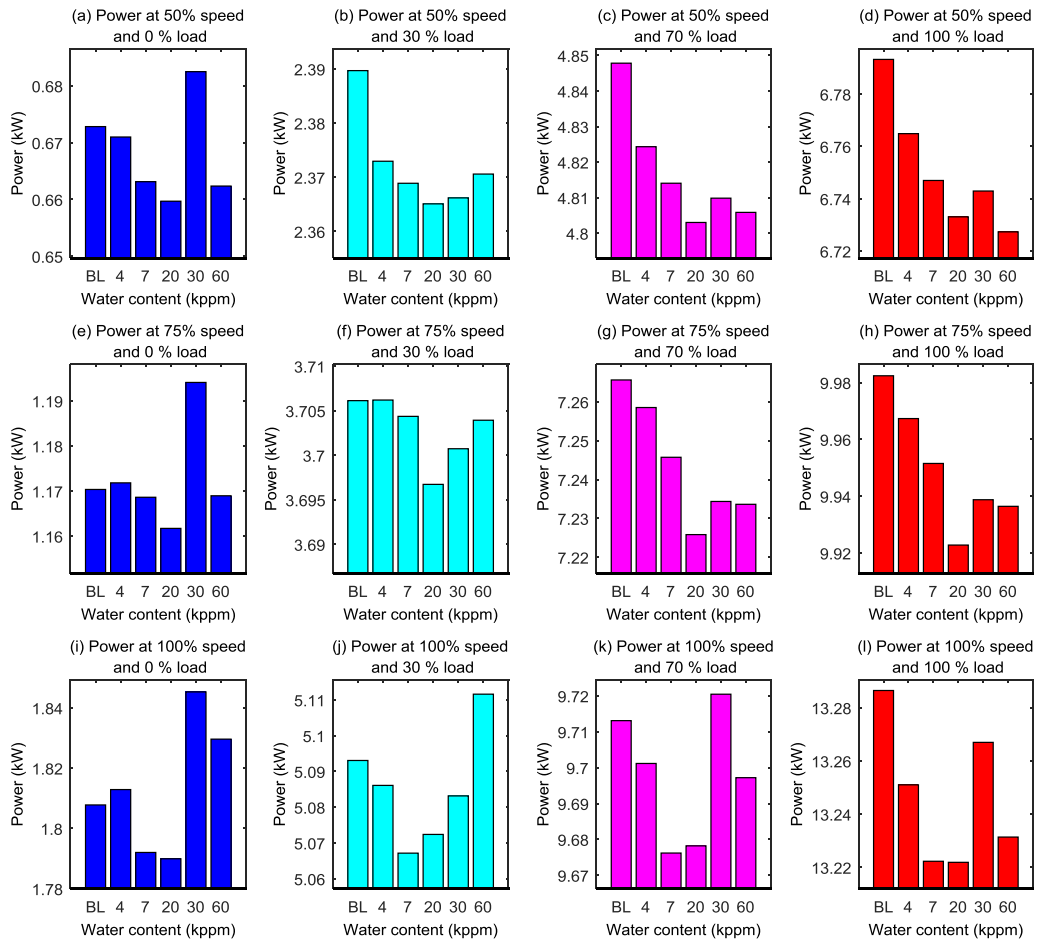 (a) Power at 50% speed
and 0 % load
Power (kW)
0.68
0.67
0.66
0.65
BL 4 7 20 30 60
Water content (kppm)
(b) Power at 50% speed
and 30 % load
Power (kW)
2.39
2.38
2.37
2.36
BL 4 7 20 30 60
Water content (kppm)
(c) Power at 50% speed
and 70 % load
Power (kW)
4.85
4.84
4.83
4.82
4.81
4.8
BL 4 7 20 30 60
Water content (kppm)
(d) Power at 50% speed
and 100 % load
Power (kW)
6.78
6.76
6.74
6.72
BL 4 7 20 30 60
Water content (kppm)
(e) Power at 75% speed
and 0 % load
Power (kW)
1.19
1.18
1.17
1.16
BL 4 7 20 30 60
Water content (kppm)
(f) Power at 75% speed
and 30 % load
Power (kW)
3.71
3.705
3.7
3.695
3.69
BL 4 7 20 30 60
Water content (kppm)
(g) Power at 75% speed
and 70 % load
Power (kW)
7.26
7.25
7.24
7.23
7.22
BL 4 7 20 30 60
Water content (kppm)
(h) Power at 75% speed
and 100 % load
Power (kW)
9.98
9.96
9.94
9.92
BL 4 7 20 30 60
Water content (kppm)
(i) Power at 100% speed
and 0 % load
Power (kW)
1.84
1.82
1.8
1.78
BL 4 7 20 30 60
Water content (kppm)
(j) Power at 100% speed
and 30 % load
Power (kW)
5.11
5.1
5.09
5.08
5.07
5.06
BL 4 7 20 30 60
Water content (kppm)
(k) Power at 100% speed
and 70 % load
Power (kW)
9.72
9.71
9.7
9.69
9.68
9.67
BL 4 7 20 30 60
Water content (kppm)
(l) Power at 100% speed
and 100 % load
Power (kW)
13.28
13.26
13.24
13.22
BL 4 7 20 30 60
Water content (kppm)